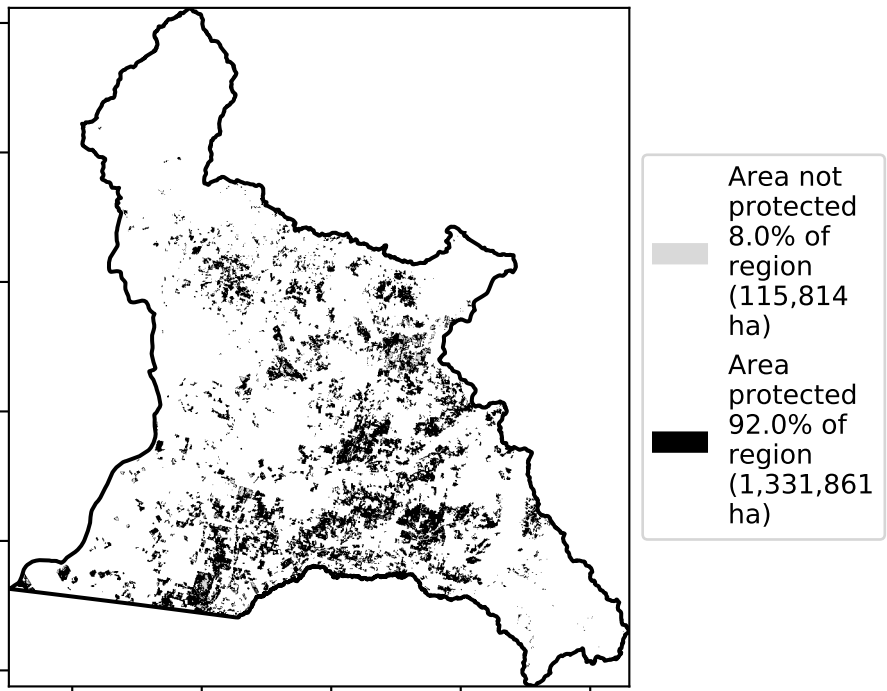 Area not
protected
8.0% of
region
(115,814
ha)
Area
protected
92.0% of
region
(1,331,861
ha)